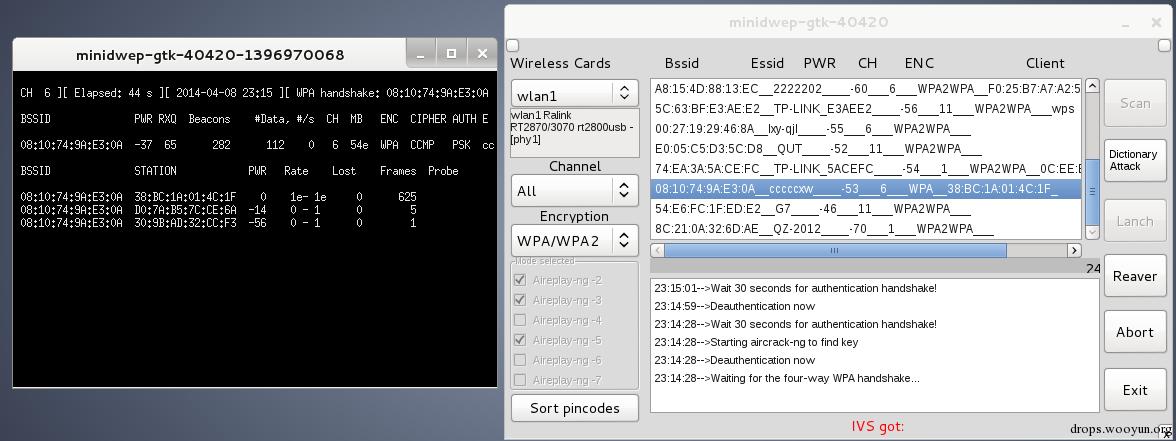 minidwep-gtk-40420-1396970068
CH 6 ][ Elapsed: 44 s ][ 2014-04-08 23:15 ][ WPA handshake: 08:10:74:9A:E3:0A
BSSID PWR RXQ Beacons #Data, #/s CH MB ENC CIPHER AUTH E
08:10:74:9A:E3:0A -37 65 282 112 0 6 54e WPA CCMP PSK cc
BSSID STATION PWR Rate Lost Frames Probe
08:10:74:9A:E3:0A 38:BC:1A:01:4C:1F 0 1e- 1e 0 625
08:10:74:9A:E3:0A D0:7A:B5:7C:CE:6A -14 0 - 1 0 5
08:10:74:9A:E3:0A 30:9B:AD:32:CC:F3 -56 0 - 1 0 1
minidwep-gtk-40420
Wireless Cards
wlan1
wlan1 Ralink
RT2870/3070 rt2800usb -
[phy1]
Channel
All
Encryption
WPA/WPA2
Mode selected
Aireplay-ng -2
Aireplay-ng -3
Aireplay-ng -4
Aireplay-ng -5
Aireplay-ng -6
Aireplay-ng -7
Sort pincodes
Bssid Essid PWR CH ENC Client
A8:15:4D:88:13:EC__2222202____-60___6___WPA2WPA__F0:25:B7:A7:A2:5
5C:63:BF:E3:AE:E2__TP-LINK_E3AEE2____-56___11___WPA2WPA____wps
00:27:19:29:46:8A__lxy-qjl____-55___6___WPA2WPA___
E0:05:C5:D3:5C:D8__QUT____-52___11___WPA2WPA___
74:EA:3A:5A:CE:FC__TP-LINK_5ACEFC____-54___1___WPA2WPA__0C:EE:E
08:10:74:9A:E3:0A__cccccxw____-53___6___WPA__38:BC:1A:01:4C:1F_
54:E6:FC:1F:ED:E2__G7____-46___11___WPA2WPA___
8C:21:0A:32:6D:AE__QZ-2012____-70___1___WPA2WPA___
24
23:15:01-->Wait 30 seconds for authentication handshake!
23:14:59-->Deauthentication now
23:14:28-->Wait 30 seconds for authentication handshake!
23:14:28-->Starting aircrack-ng to find key
23:14:28-->Deauthentication now
23:14:28-->Waiting for the four-way WPA handshake...
IVS got:
Scan
Dictionary
Attack
Lanch
Reaver
Abort
Exit
drops.wooyun.org